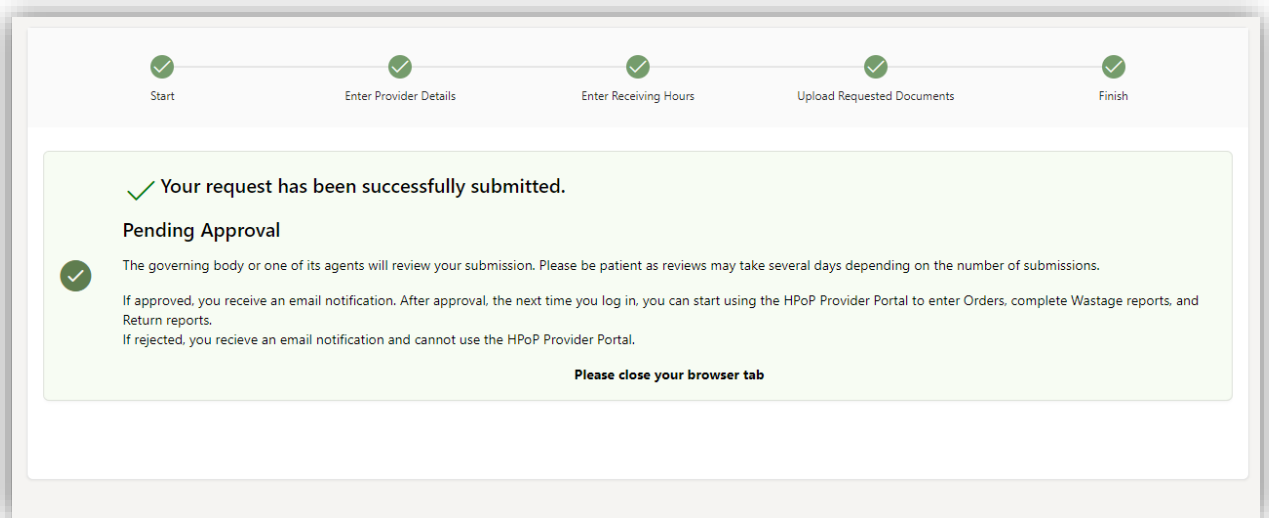 Start
Enter Provider Details
Enter Receiving Hours
Upload Requested Documents
Finish
Your request has been successfully submitted.
Pending Approval
The governing body or one of its agents will review your submission. Please be patient as reviews may take several days depending on the number of submissions.
If approved, you receive an email notification. After approval, the next time you log in, you can start using the HPoP Provider Portal to enter Orders, complete Wastage reports, and
Return reports.
If rejected, you recieve an email notification and cannot use the HPoP Provider Portal.
Please close your browser tab